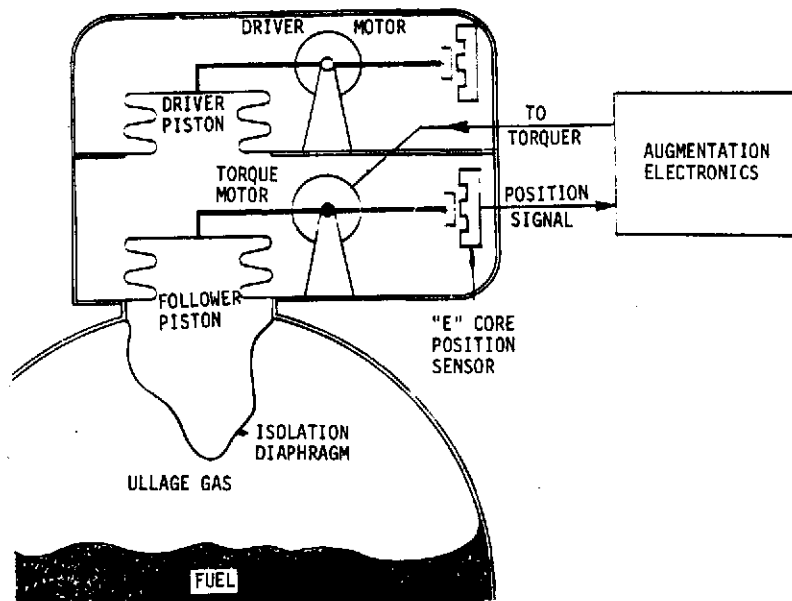 DRIVER MOTOR
DRIVER
PISTON
TO
TORQUER
AUGMENTATION
ELECTRONICS
TORQUE
MOTOR
POSITION
SIGNAL
FOLLOWER
PISTON
"E" CORE
POSITION
SENSOR
ISOLATION
DIAPHRAGM
ULLAGE GAS
FUEL